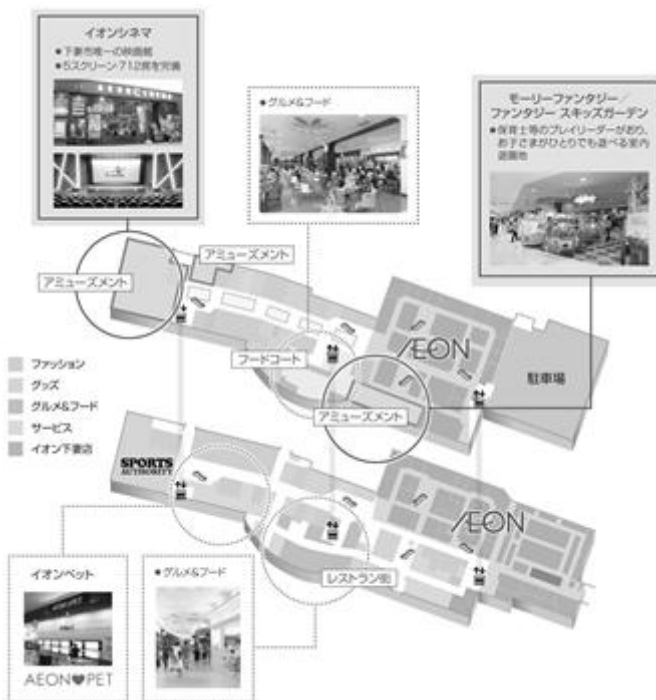 イオンシネマ
●下妻市唯一の映画館
●5スクリーン・712席を完備
●グルメ&フード
モーリーファンタジー/
ファンタジー スキッズガーデン
●保育士等のプレイリーダーがおり、
お子さまがひとりでも遊べる室内
遊園地
アミューズメント
アミューズメント
フードコート
アミューズメント
AEON
駐車場
ファッション
グッズ
グルメ&フード
サービス
イオン下妻店
SPORTS
AUTHORITY
AEON
レストラン街
イオンペット
AEON PET
●グルメ&フード